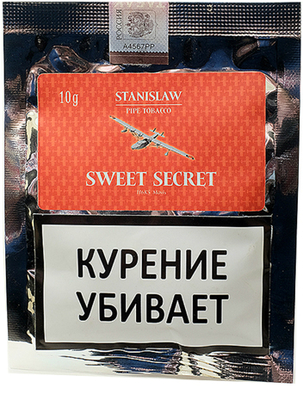 РОССИЯ
A4567PP
10g
STANISLAW
PIPE TOBACCO
SWEET SECRET
КУРЕНИЕ
УБИВАЕТ